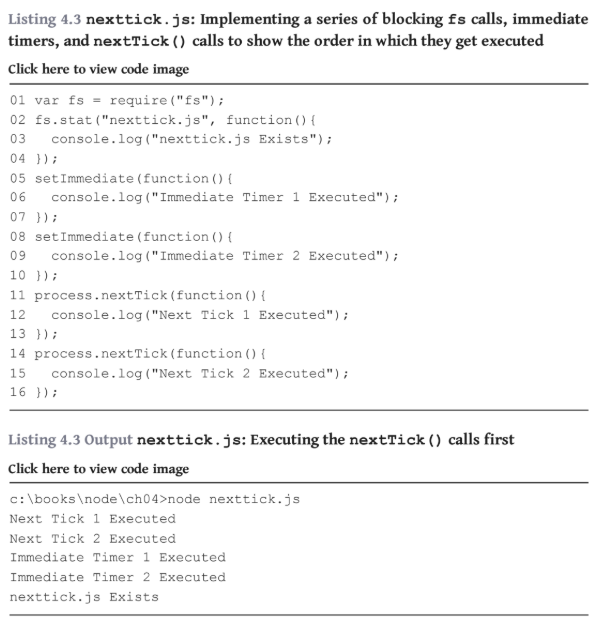 Listing 4.3 nexttick.js: Implementing a series of blocking fs calls, immediate
timers, and nextTick() calls to show the order in which they get executed
Click here to view code image
01 var fs = require("fs");
02 fs.stat("nexttick.js", function(){
03   console.log("nexttick.js Exists");
04 });
05 setImmediate(function(){
06   console.log("Immediate Timer 1 Executed");
07 });
08 setImmediate(function(){
09   console.log("Immediate Timer 2 Executed");
10 });
11 process.nextTick(function(){
12   console.log("Next Tick 1 Executed");
13 });
14 process.nextTick(function(){
15   console.log("Next Tick 2 Executed");
16 });
Listing 4.3 Output nexttick.js: Executing the nextTick() calls first
Click here to view code image
c:\books\node\ch04>node nexttick.js
Next Tick 1 Executed
Next Tick 2 Executed
Immediate Timer 1 Executed
Immediate Timer 2 Executed
nexttick.js Exists